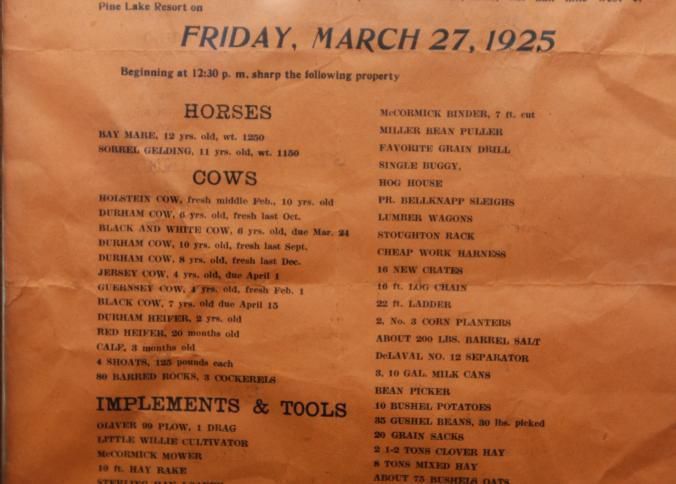 Pine Lake Resort on
FRIDAY, MARCH 27, 1925
Beginning at 12:30 p. m. sharp the following property
HORSES
BAY MARE, 12 yrs. old, wt. 1250
SORREL GELDING, 11 yrs. old, wt. 1150
COWS
HOLSTEIN COW, fresh middle Feb., 10 yrs. old
DURHAM COW, 6 yrs. old, fresh last Oct.
BLACK AND WHITE COW, 6 yrs. old, due Mar. 24
DURHAM COW, 10 yrs. old, fresh last Sept.
DURHAM COW, 8 yrs. old, fresh last Dec.
JERSEY COW, 4 yrs. old, due April 1
GUERNSEY COW, 4 yrs. old, fresh Feb. 1
BLACK COW, 7 yrs. old due April 15
DURHAM HEIFER, 2 yrs. old
RED HEIFER, 20 months old
CALF, 3 months old
4 SHOATS, 125 pounds each
80 BARRED ROCKS, 3 COCKERELS
IMPLEMENTS & TOOLS
OLIVER 99 PLOW, 1 DRAG
LITTLE WILLIE CULTIVATOR
McCORMICK MOWER
10 ft. HAY RAKE
STERLING HAY LOADER
McCORMICK BINDER, 7 ft. cut
MILLER BEAN PULLER
FAVORITE GRAIN DRILL
SINGLE BUGGY,
HOG HOUSE
PR. BELLKNAPP SLEIGHS
LUMBER WAGONS
STOUGHTON RACK
CHEAP WORK HARNESS
16 NEW CRATES
16 ft. LOG CHAIN
22 ft. LADDER
2, No. 3 CORN PLANTERS
ABOUT 200 LBS. BARREL SALT
DeLAVAL NO. 12 SEPARATOR
3, 10 GAL. MILK CANS
BEAN PICKER
10 BUSHEL POTATOES
35 GUSHEL BEANS, 30 lbs. picked
20 GRAIN SACKS
2 1-2 TONS CLOVER HAY
8 TONS MIXED HAY
ABOUT 75 BUSHELS OATS